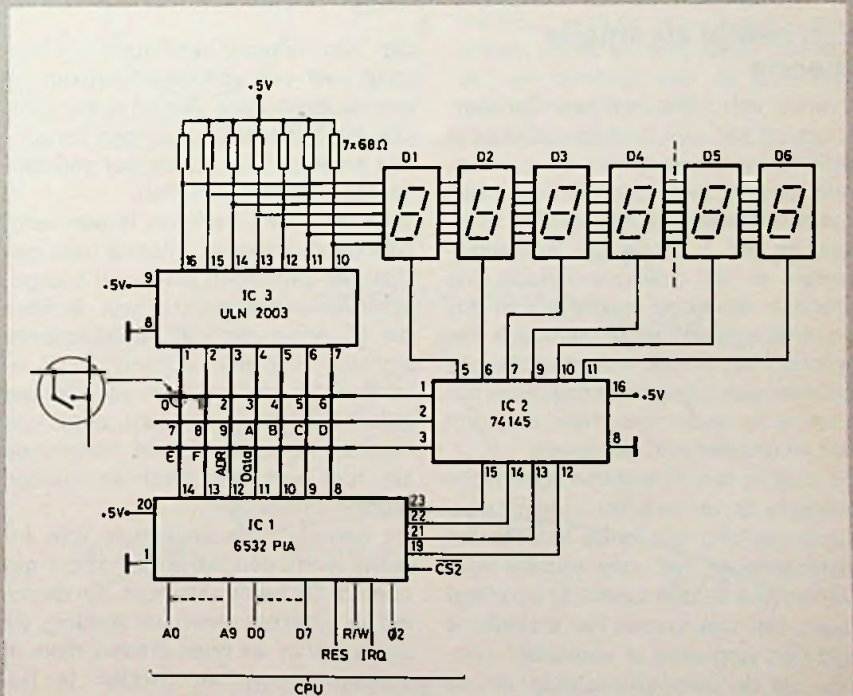 +5V
7x68Ω
D1 D2 D3 D4 D5 D6
16 15 14 13 12 11 10
+5V 9
8
IC 3
ULN 2003
1 2 3 4 5 6 7
5 6 7 9 10 11
0 2 3 4 5 6
1
7 8 9 A B C D
2
E F ADR Data
3
IC 2
74145
16 +5V
8
15 14 13 12
14 13 12 11 10 9 8
+5V 20
1
IC 1
6532 PIA
23
22
21
19
CS2
A0 A9 D0 D7 R/W Ø2
RES IRQ
CPU